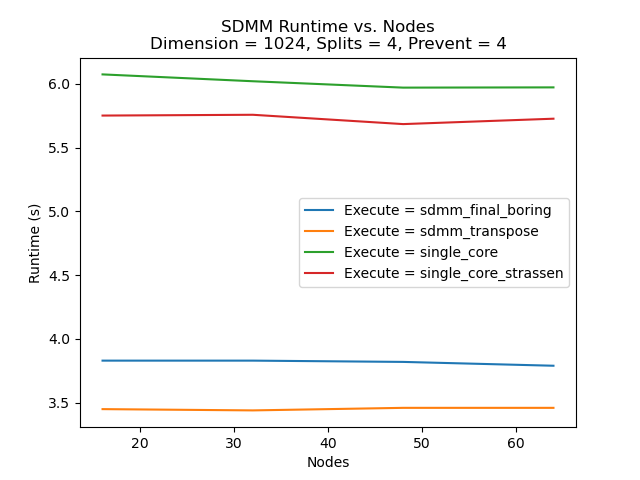 SDMM Runtime vs. Nodes
Dimension = 1024, Splits = 4, Prevent = 4
6.0
5.5
5.0
4.5
4.0
3.5
Runtime (s)
Execute = sdmm_final_boring
Execute = sdmm_transpose
Execute = single_core
Execute = single_core_strassen
20 30 40 50 60
Nodes